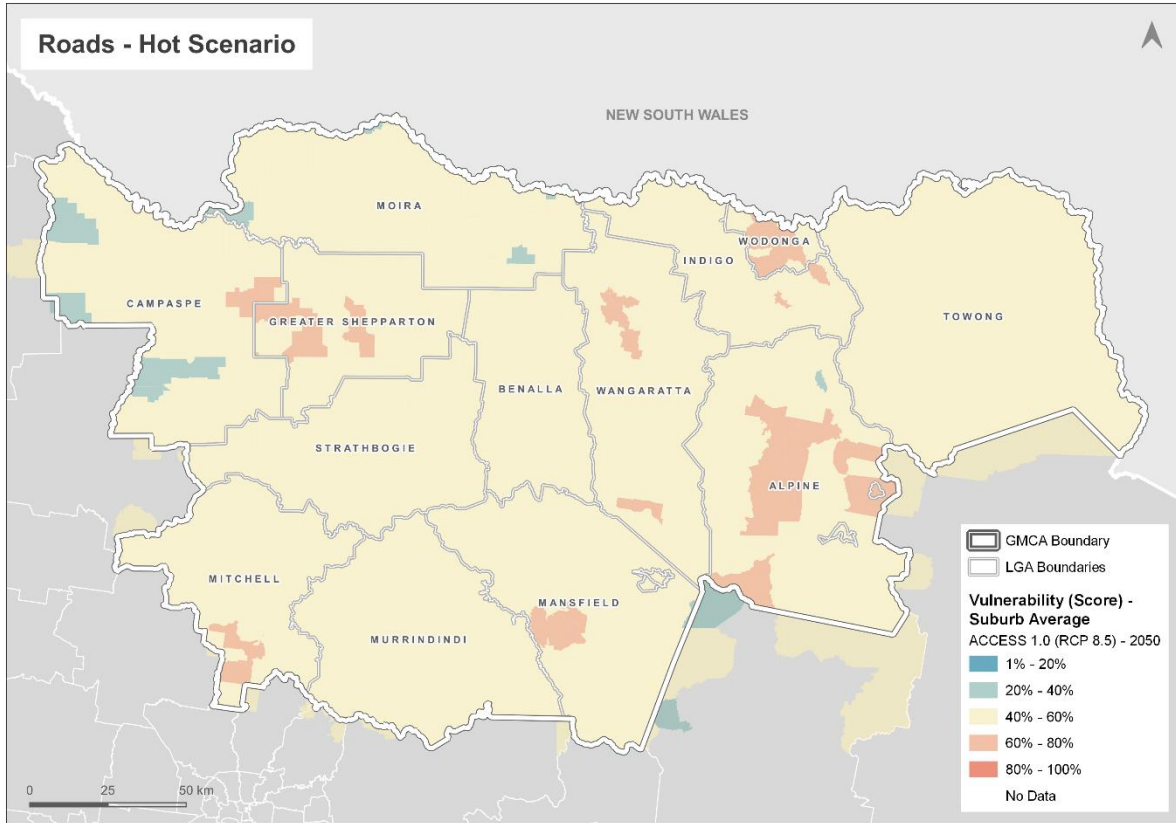 Roads - Hot Scenario
NEW SOUTH WALES
MOIRA
WODONGA
INDIGO
CAMPASPE
TOWONG
GREATER SHEPPARTON
BENALLA
WANGARATTA
STRATHBOGIE
ALPINE
MITCHELL
MANSFIELD
MURRINDINDI
GMCA Boundary
LGA Boundaries
Vulnerability (Score) -
Suburb Average
ACCESS 1.0 (RCP 8.5) - 2050
1% - 20%
20% - 40%
40% - 60%
60% - 80%
80% - 100%
No Data
0 25 50 km